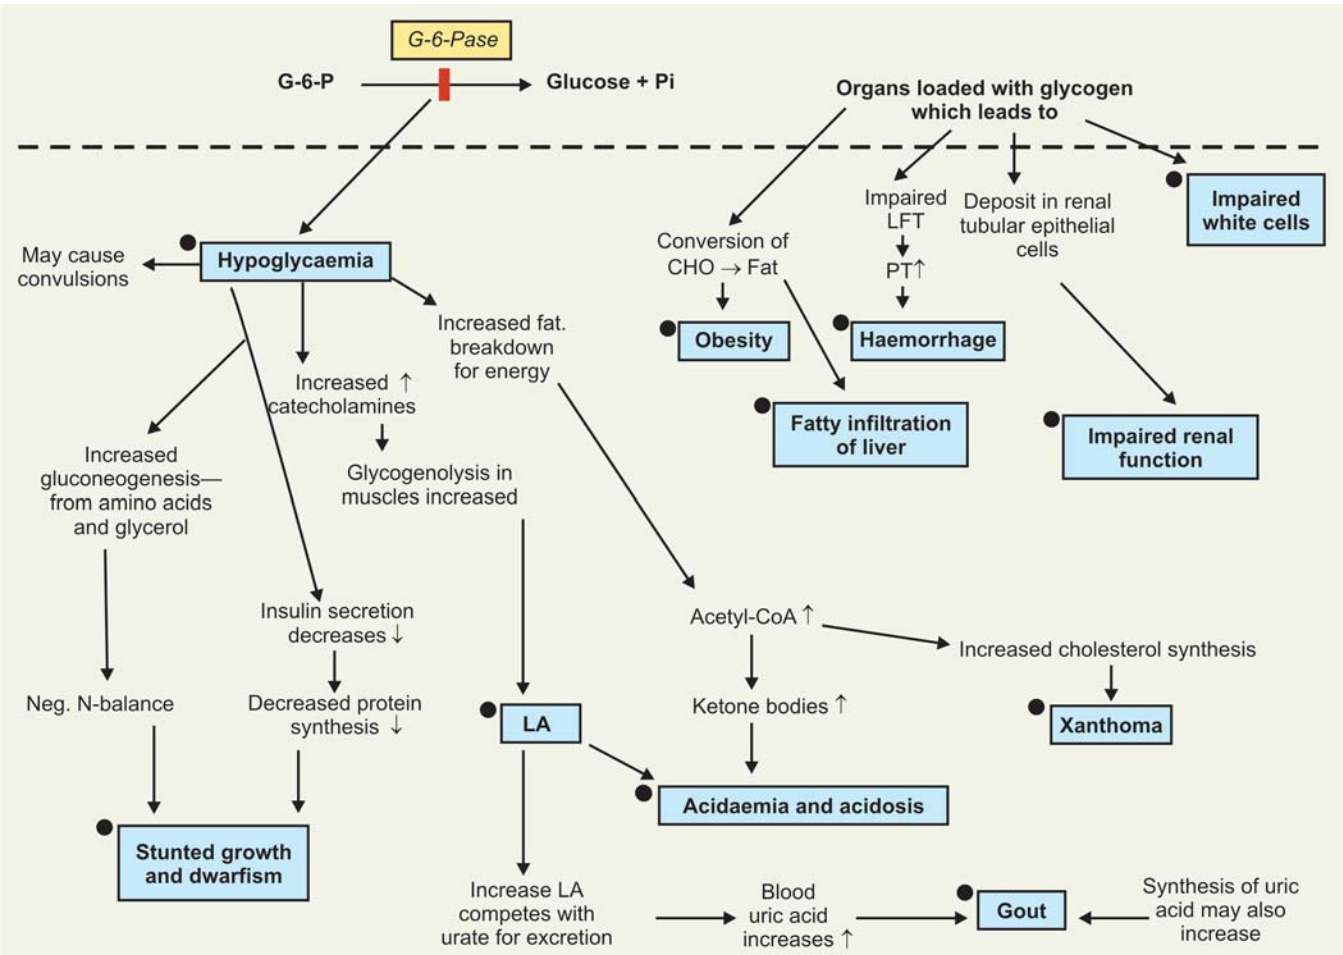 G-6-Pase
G-6-P
Glucose + Pi
Organs loaded with glycogen
which leads to
Impaired
white cells
Impaired
LFT
PT↑
Haemorrhage
Deposit in renal
tubular epithelial
cells
Impaired renal
function
Conversion of
CHO → Fat
Obesity
Fatty infiltration
of liver
Hypoglycaemia
May cause
convulsions
Increased fat.
breakdown
for energy
Increased ↑
catecholamines
Glycogenolysis in
muscles increased
Increased
gluconeogenesis—
from amino acids
and glycerol
Insulin secretion
decreases ↓
Neg. N-balance
Decreased protein
synthesis ↓
Stunted growth
and dwarfism
LA
Acetyl-CoA ↑
Increased cholesterol synthesis
Ketone bodies ↑
Xanthoma
Acidaemia and acidosis
Increase LA
competes with
urate for excretion
Blood
uric acid
increases ↑
Gout
Synthesis of uric
acid may also
increase